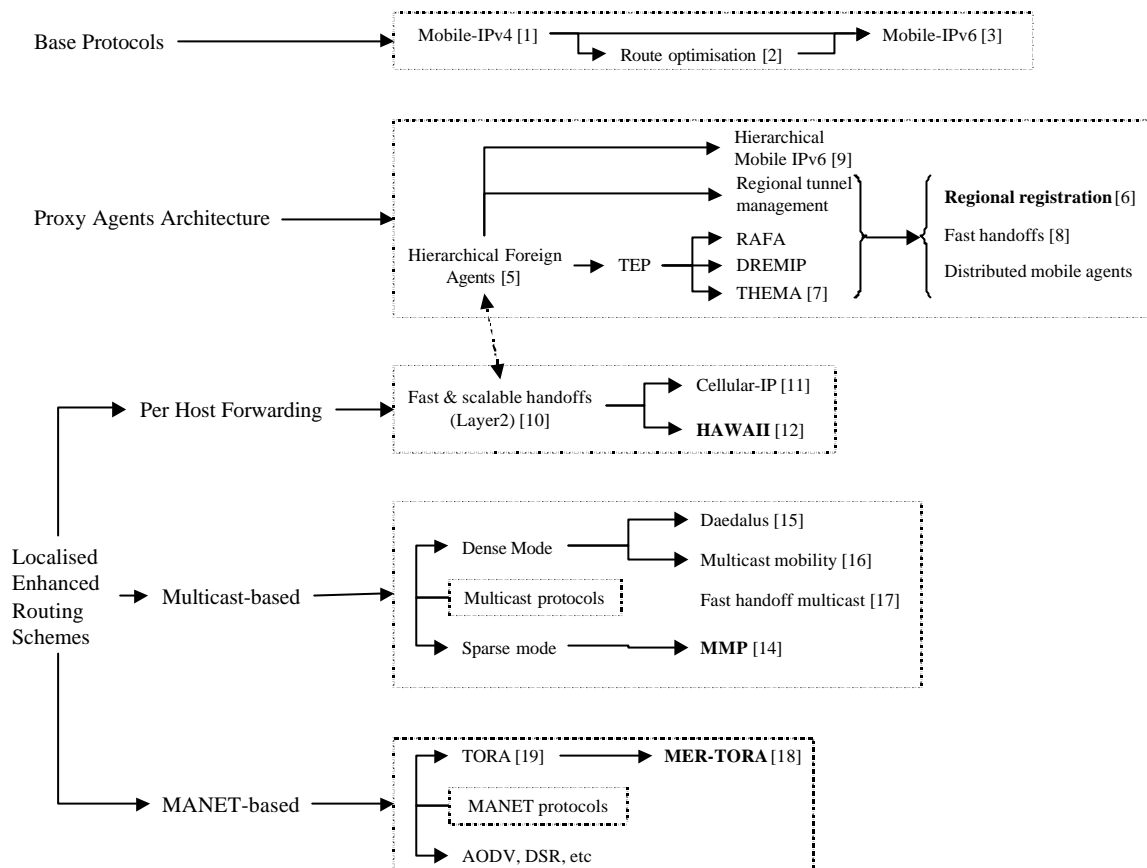 Base Protocols
Mobile-IPv4 [1]
Mobile-IPv6 [3]
Route optimisation [2]
Proxy Agents Architecture
Hierarchical
Mobile IPv6 [9]
Regional tunnel
management
Hierarchical Foreign
Agents [5]
TEP
RAFA
DREMIP
THEMA [7]
Regional registration [6]
Fast handoffs [8]
Distributed mobile agents
Localised
Enhanced
Routing
Schemes
Per Host Forwarding
Fast & scalable handoffs
(Layer2) [10]
Cellular-IP [11]
HAWAII [12]
Multicast-based
Dense Mode
Multicast protocols
Sparse mode
Daedalus [15]
Multicast mobility [16]
Fast handoff multicast [17]
MMP [14]
MANET-based
TORA [19]
MER-TORA [18]
MANET protocols
AODV, DSR, etc